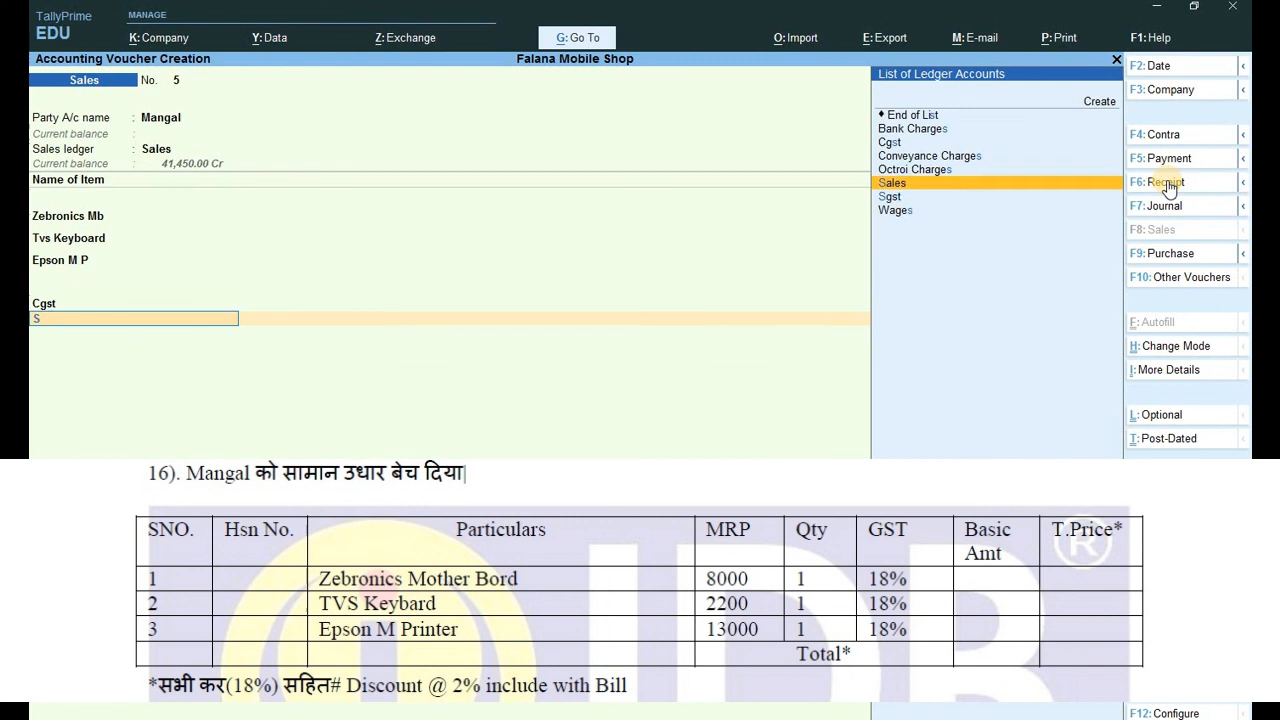 TallyPrime
EDU
MANAGE
K: Company
Y: Data
Z: Exchange
G: Go To
O: Import
E: Export
M: E-mail
P: Print
F1: Help
Accounting Voucher Creation
Falana Mobile Shop
Sales No. 5
Party A/c name : Mangal
Current balance :
Sales ledger : Sales
Current balance : 41,450.00 Cr
Name of Item
Zebronics Mb
Tvs Keyboard
Epson M P
Cgst
S
List of Ledger Accounts
Create
♦ End of List
Bank Charges
Cgst
Conveyance Charges
Octroi Charges
Sales
Sgst
Wages
F2: Date
F3: Company
F4: Contra
F5: Payment
F6: Receipt
F7: Journal
F8: Sales
F9: Purchase
F10: Other Vouchers
E: Autofill
H: Change Mode
I: More Details
L: Optional
T: Post-Dated
16). Mangal को सामान उधार बेच दिया|
SNO. Hsn No. Particulars MRP Qty GST Basic Amt T.Price*
1 Zebronics Mother Bord 8000 1 18%
2 TVS Keybard 2200 1 18%
3 Epson M Printer 13000 1 18%
Total*
*सभी कर(18%) सहित# Discount @ 2% include with Bill
F12: Configure